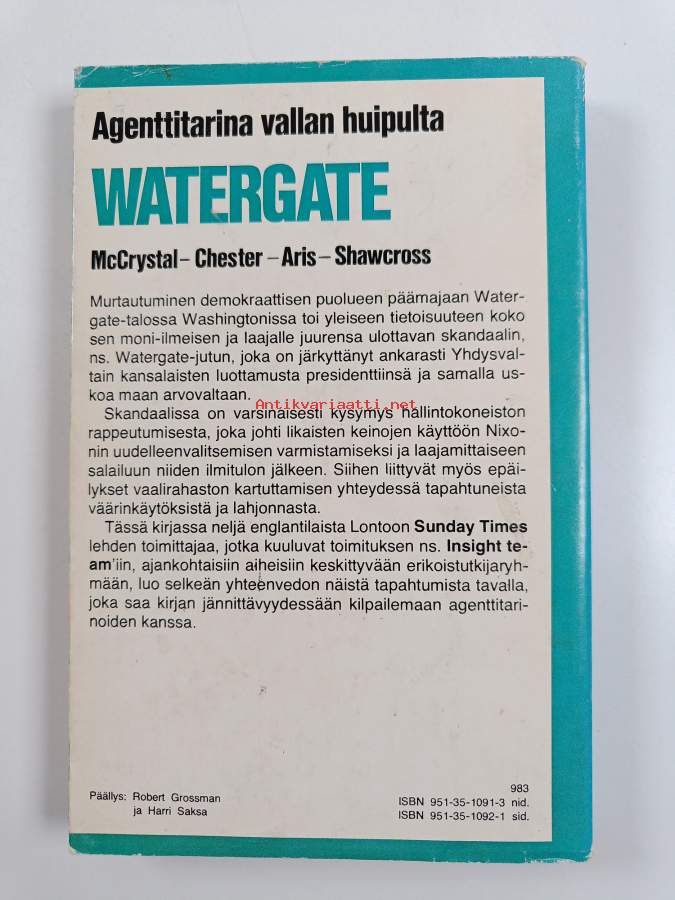 Agenttitarina vallan huipulta
WATERGATE
McCrystal – Chester – Aris – Shawcross
Murtautuminen demokraattisen puolueen päämajaan Water-
gate-talossa Washingtonissa toi yleiseen tietoisuuteen koko
sen moni-ilmeisen ja laajalle juurensa ulottavan skandaalin,
ns. Watergate-jutun, joka on järkyttänyt ankarasti Yhdysval-
tain kansalaisten luottamusta presidenttiinsä ja samalla us-
koa maan arvovaltaan.
Antikvariaatti.net
Skandaalissa on varsinaisesti kysymys hallintokoneiston
rappeutumisesta, joka johti likaisten keinojen käyttöön Nixo-
nin uudelleenvalitsemisen varmistamiseksi ja laajamittaiseen
salailuun niiden ilmitulon jälkeen. Siihen liittyvät myös epäi-
lykset vaalirahaston kartuttamisen yhteydessä tapahtuneista
väärinkäytöksistä ja lahjonnasta.
Tässä kirjassa neljä englantilaista Lontoon Sunday Times
lehden toimittajaa, jotka kuuluvat toimituksen ns. Insight te-
am'iin, ajankohtaisiin aiheisiin keskittyvään erikoistutkijaryh-
mään, luo selkeän yhteenvedon näistä tapahtumista tavalla,
joka saa kirjan jännittävyydessään kilpailemaan agenttitari-
noiden kanssa.
Päällys: Robert Grossman
ja Harri Saksa
983
ISBN 951-35-1091-3 nid.
ISBN 951-35-1092-1 sid.